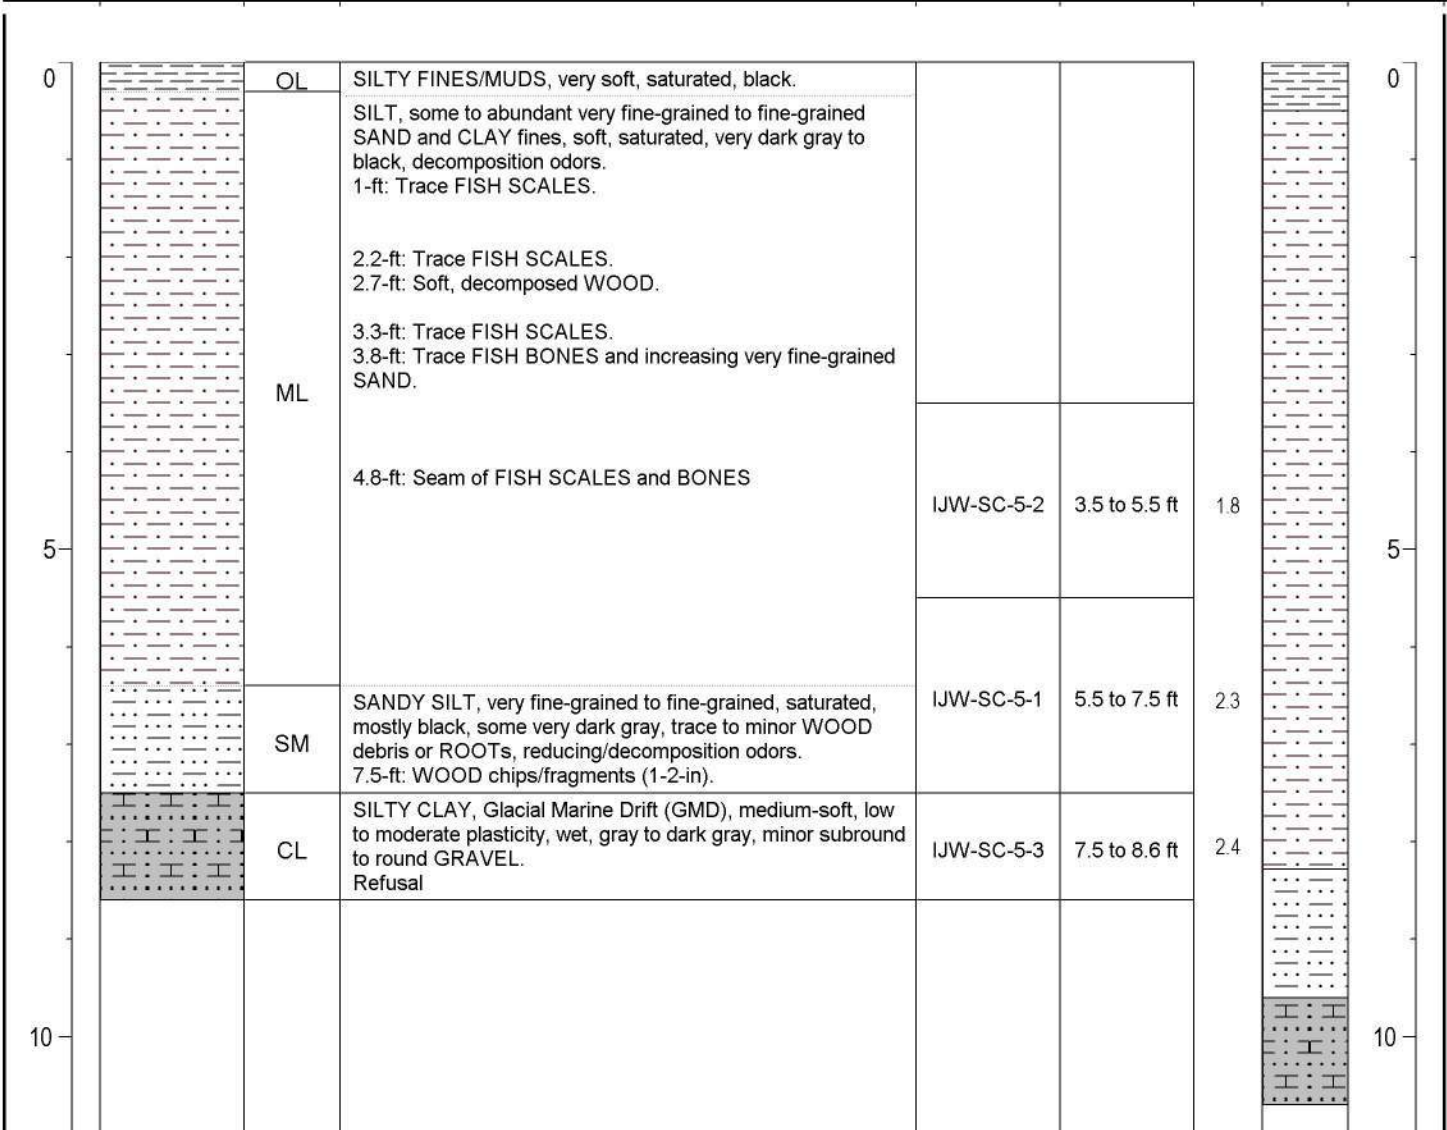 0
OL
SILTY FINES/MUDS, very soft, saturated, black.
0
SILT, some to abundant very fine-grained to fine-grained
SAND and CLAY fines, soft, saturated, very dark gray to
black, decomposition odors.
1-ft: Trace FISH SCALES.
2.2-ft: Trace FISH SCALES.
2.7-ft: Soft, decomposed WOOD.
3.3-ft: Trace FISH SCALES.
3.8-ft: Trace FISH BONES and increasing very fine-grained
SAND.
ML
4.8-ft: Seam of FISH SCALES and BONES
IJW-SC-5-2
3.5 to 5.5 ft
1.8
5
5
SANDY SILT, very fine-grained to fine-grained, saturated,
mostly black, some very dark gray, trace to minor WOOD
debris or ROOTs, reducing/decomposition odors.
7.5-ft: WOOD chips/fragments (1-2-in).
SM
IJW-SC-5-1
5.5 to 7.5 ft
2.3
SILTY CLAY, Glacial Marine Drift (GMD), medium-soft, low
to moderate plasticity, wet, gray to dark gray, minor subround
to round GRAVEL.
Refusal
CL
IJW-SC-5-3
7.5 to 8.6 ft
2.4
10
10